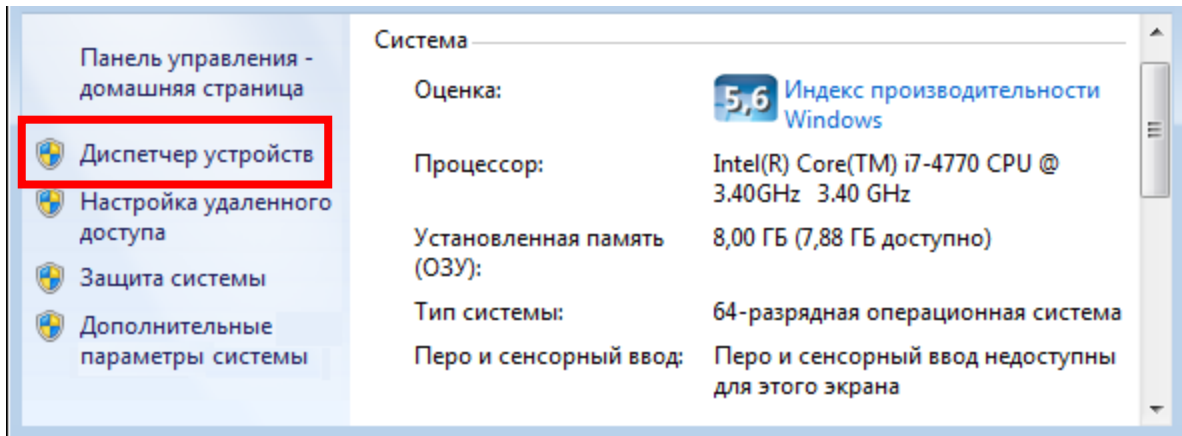 Панель управления -
домашняя страница
Диспетчер устройств
Настройка удаленного
доступа
Защита системы
Дополнительные
параметры системы
Система
Оценка:
5,6
Индекс производительности
Windows
Процессор:
Intel(R) Core(TM) i7-4770 CPU @
3.40GHz 3.40 GHz
Установленная память
(ОЗУ):
8,00 ГБ (7,88 ГБ доступно)
Тип системы:
64-разрядная операционная система
Перо и сенсорный ввод:
Перо и сенсорный ввод недоступны
для этого экрана